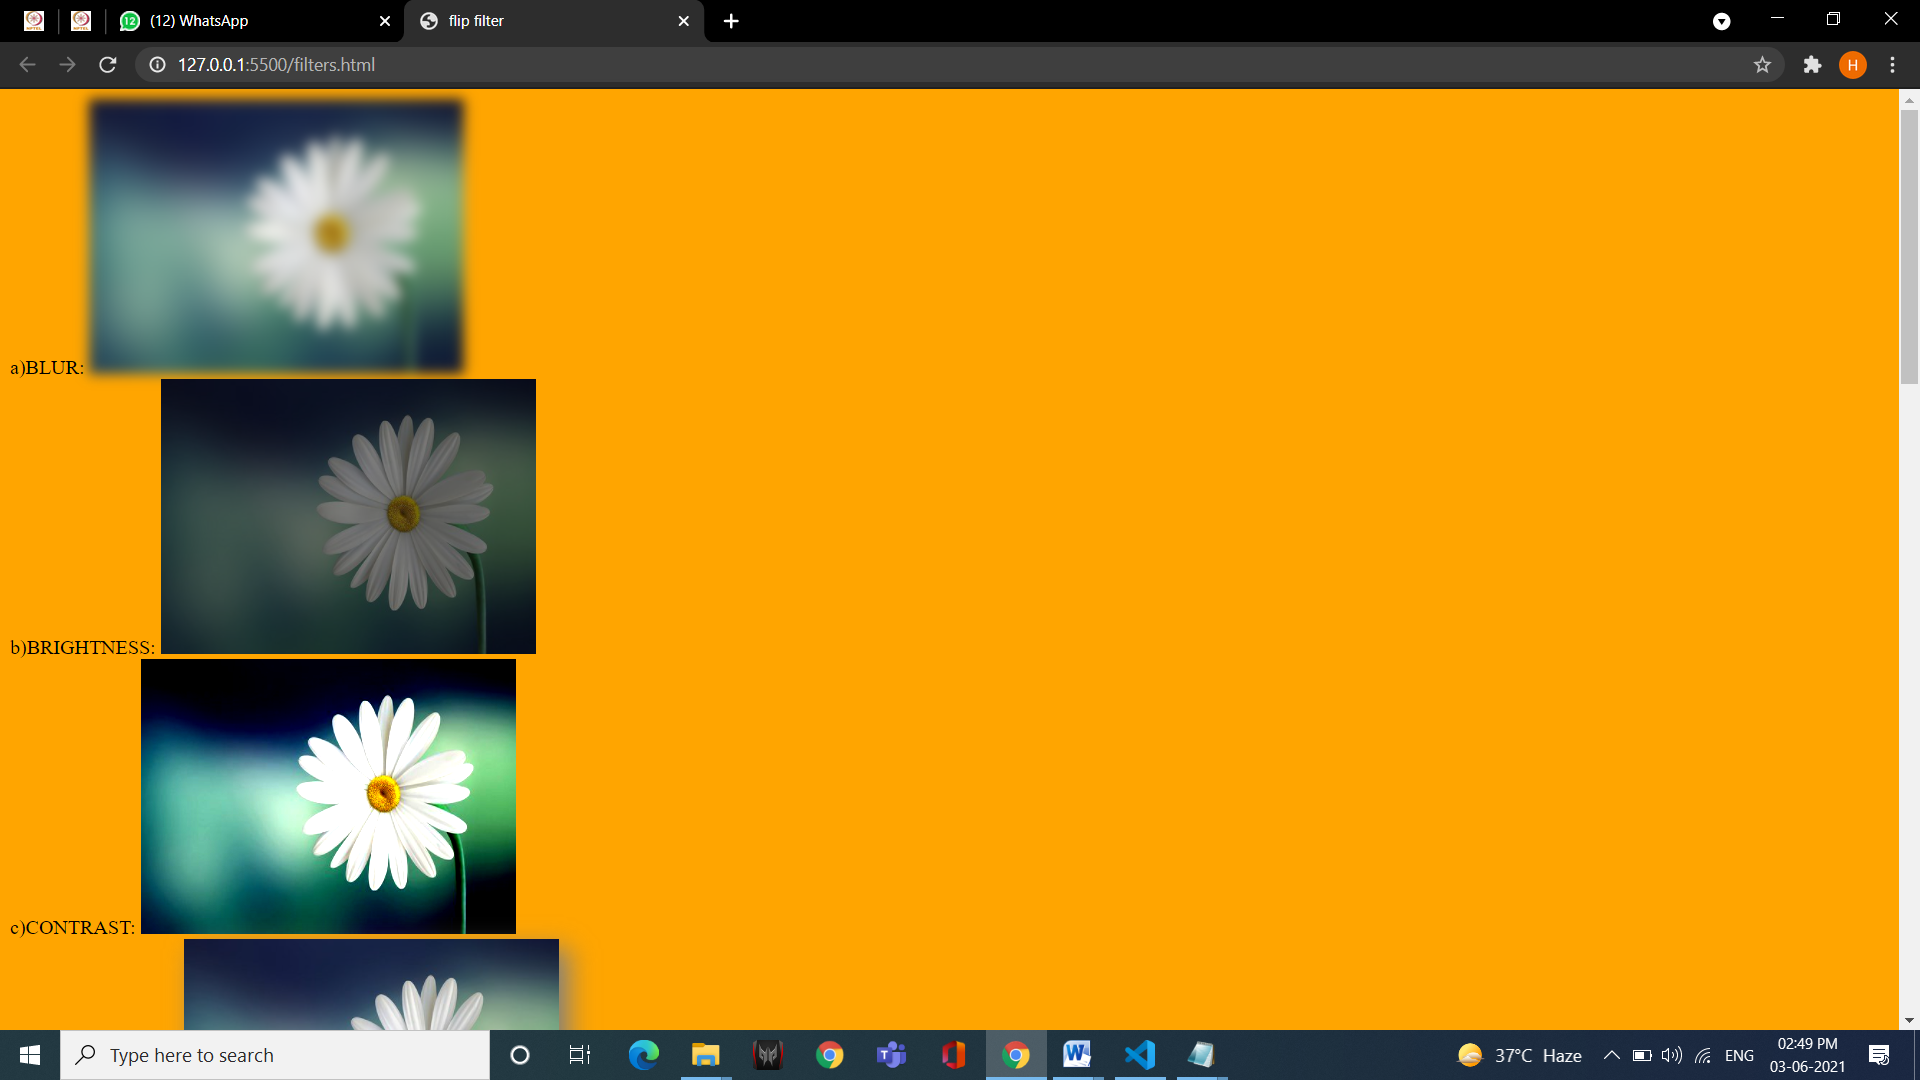 (12) WhatsApp
flip filter
127.0.0.1:5500/filters.html
H
a)BLUR:
b)BRIGHTNESS:
c)CONTRAST:
Type here to search
37°C Haze
ENG
02:49 PM
03-06-2021